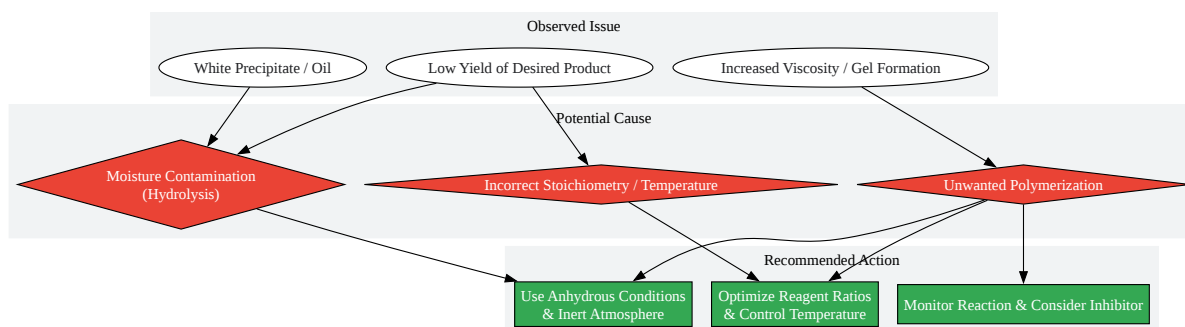 Observed Issue
White Precipitate / Oil
Low Yield of Desired Product
Increased Viscosity / Gel Formation
Potential Cause
Moisture Contamination
(Hydrolysis)
Incorrect Stoichiometry / Temperature
Unwanted Polymerization
Recommended Action
Use Anhydrous Conditions
& Inert Atmosphere
Optimize Reagent Ratios
& Control Temperature
Monitor Reaction & Consider Inhibitor